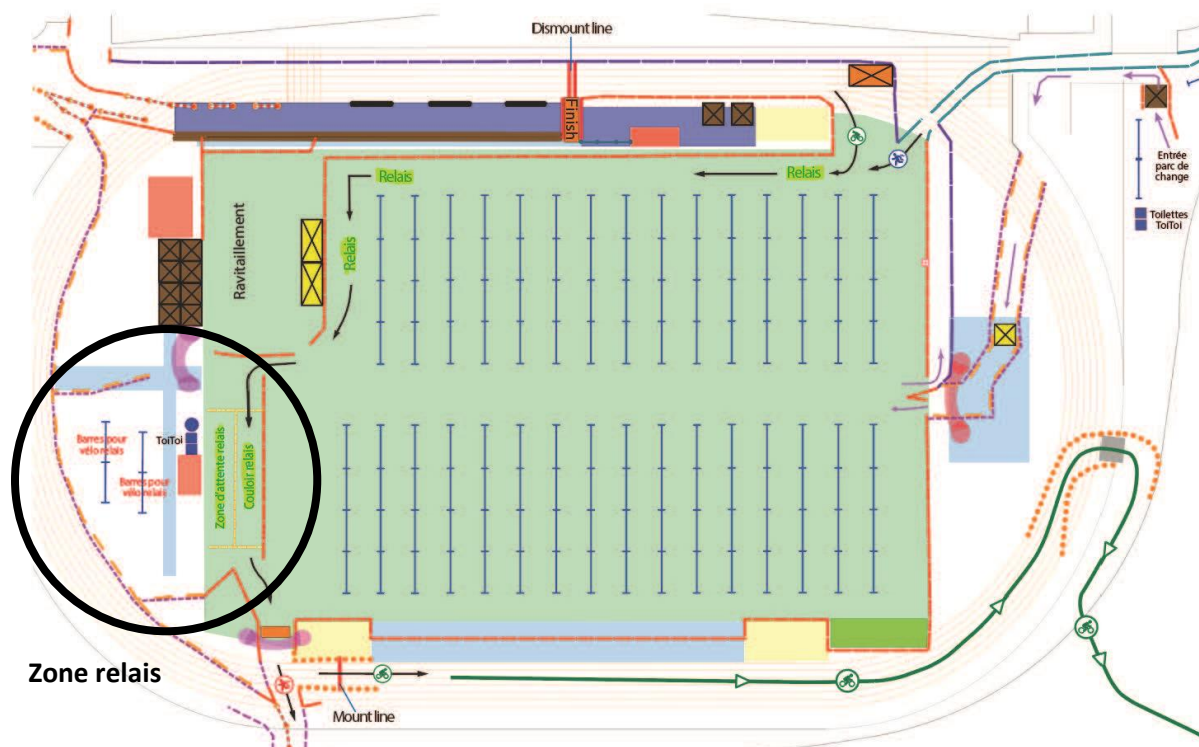 Dismount line
Finish
Relais
Relais
Relais
Ravitaillement
Entrée
parc de
change
Toilettes
ToiToi
Barres pour
vélo relais
ToiToi
Barres pour
vélo relais
Zone d'attente relais
Couloir relais
Zone relais
Mount line